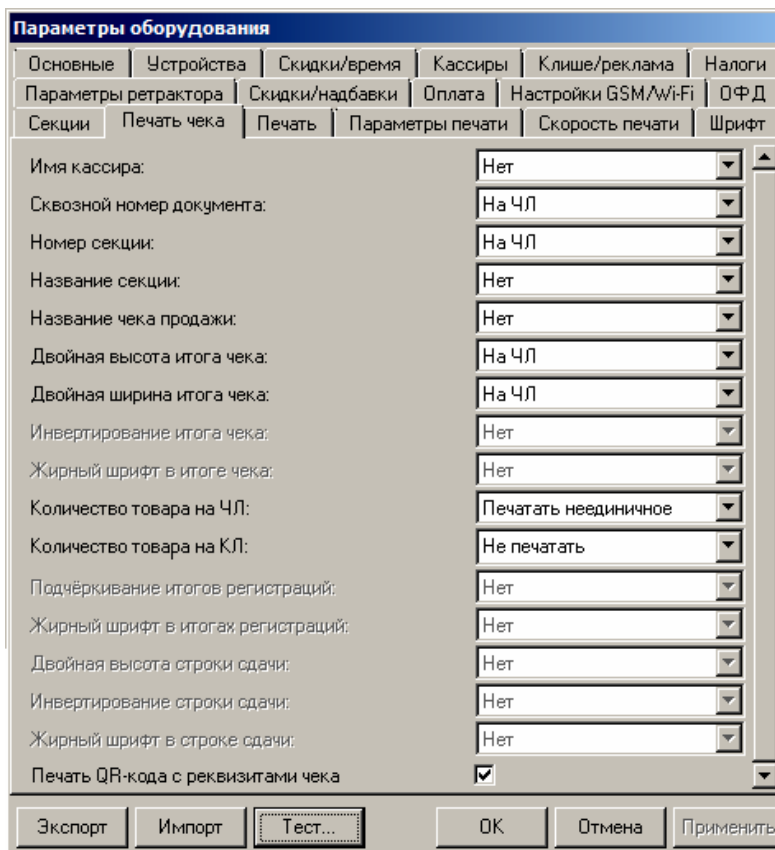 Параметры оборудования
Основные Устройства Скидки/время Кассиры Клише/реклама Налоги
Параметры ретрактора Скидки/надбавки Оплата Настройки GSM/Wi-Fi ОФД
Секции Печать чека Печать Параметры печати Скорость печати Шрифт
Имя кассира: Нет
Сквозной номер документа: На ЧЛ
Номер секции: На ЧЛ
Название секции: Нет
Название чека продажи: Нет
Двойная высота итога чека: На ЧЛ
Двойная ширина итога чека: На ЧЛ
Инвертирование итога чека: Нет
Жирный шрифт в итоге чека: Нет
Количество товара на ЧЛ: Печатать неединичное
Количество товара на КЛ: Не печатать
Подчёркивание итогов регистраций: Нет
Жирный шрифт в итогах регистраций: Нет
Двойная высота строки сдачи: Нет
Инвертирование строки сдачи: Нет
Жирный шрифт в строке сдачи: Нет
Печать QR-кода с реквизитами чека
Экспорт Импорт Тест... OK Отмена Применить